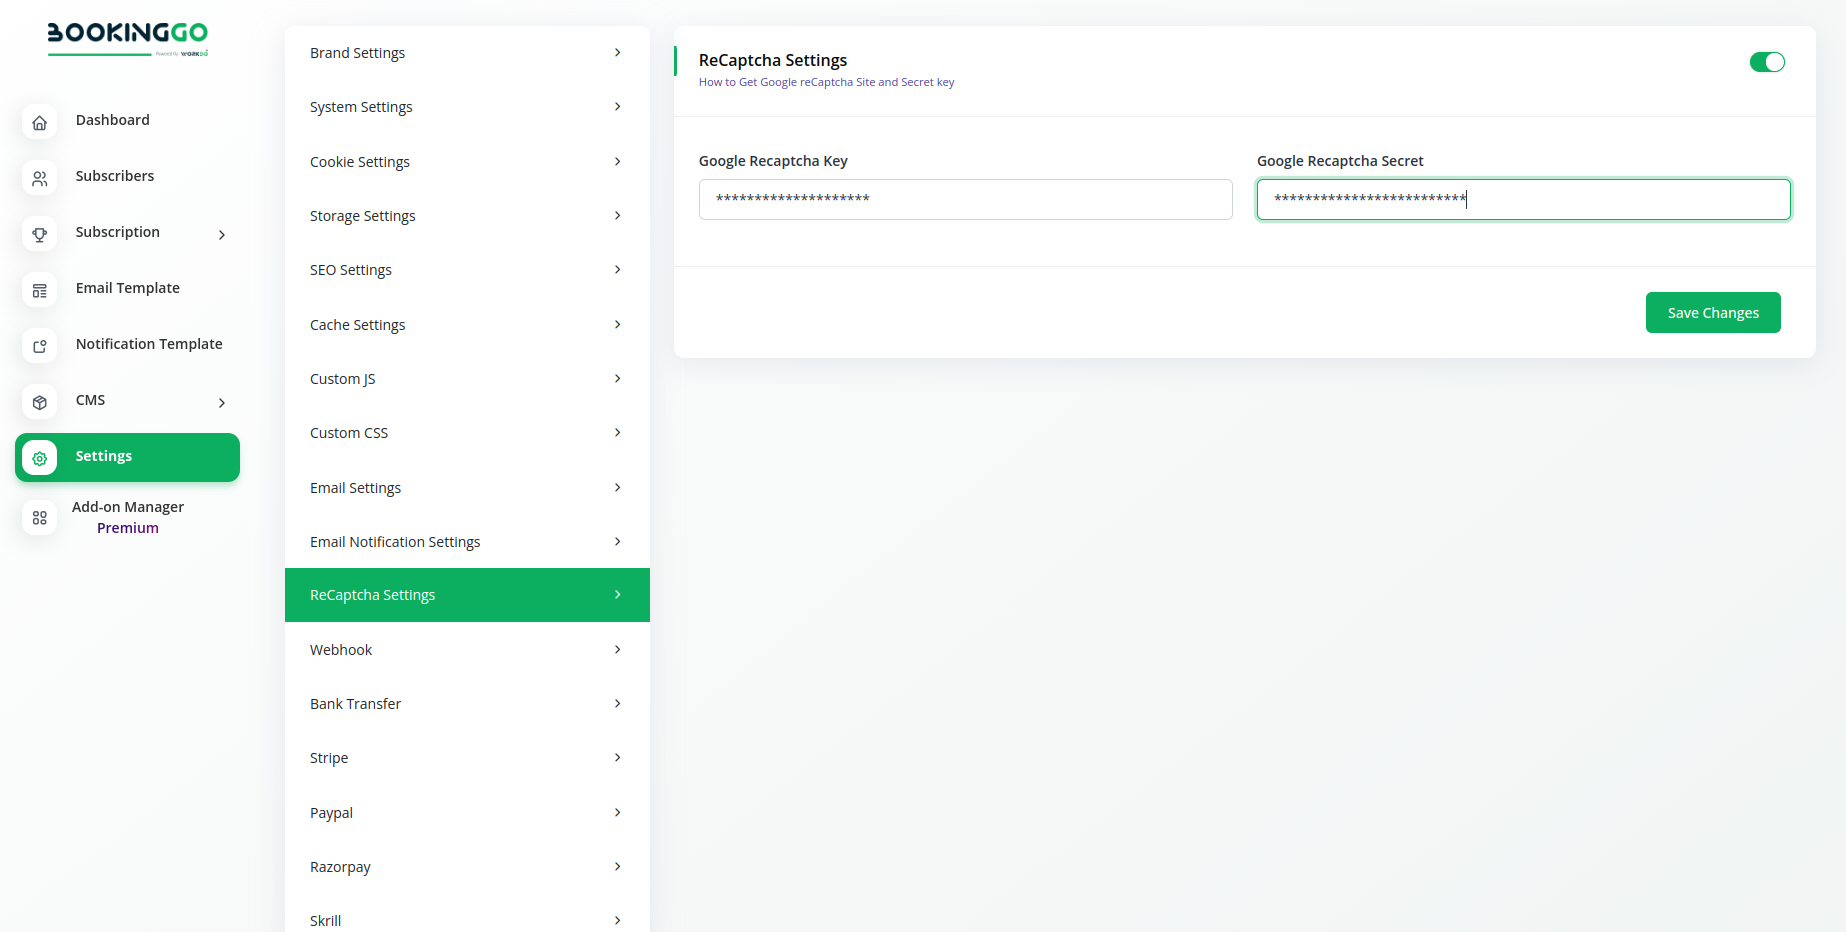 BOOKINGGO
Powered By WORKDO
Dashboard
Subscribers
Subscription
Email Template
Notification Template
CMS
Settings
Add-on Manager
Premium
Brand Settings
System Settings
Cookie Settings
Storage Settings
SEO Settings
Cache Settings
Custom JS
Custom CSS
Email Settings
Email Notification Settings
ReCaptcha Settings
Webhook
Bank Transfer
Stripe
Paypal
Razorpay
Skrill
ReCaptcha Settings
How to Get Google reCaptcha Site and Secret key
Google Recaptcha Key
********************
Google Recaptcha Secret
*************************
Save Changes